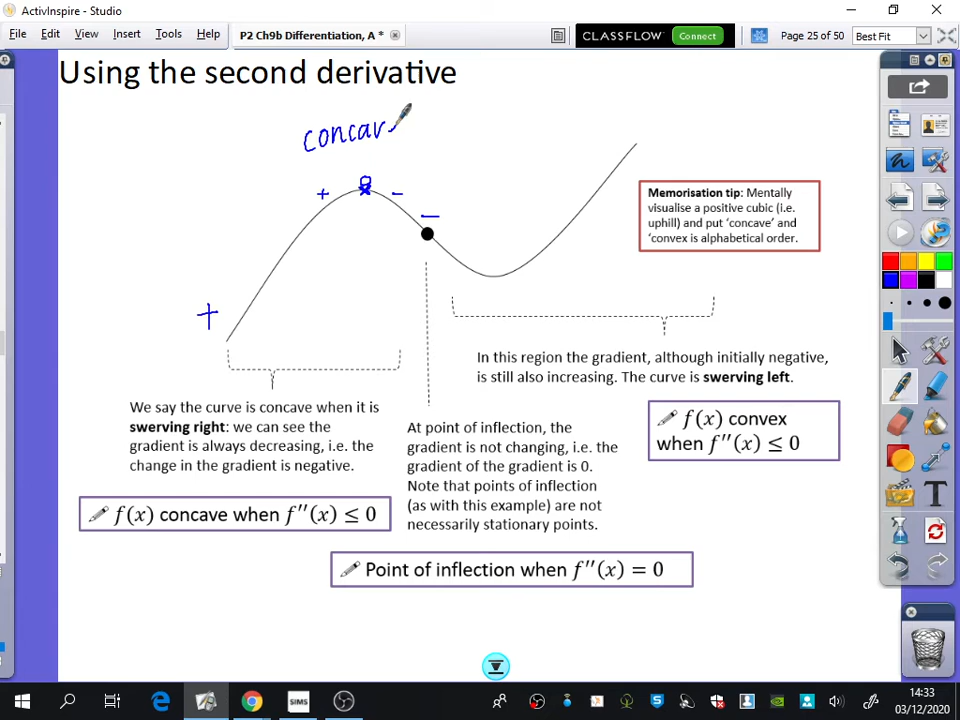 ActivInspire - Studio
File Edit View Insert Tools Help
P2 Ch9b Differentiation, A *
CLASSFLOW™ Connect
Page 25 of 50
Best Fit
Using the second derivative
concav
+ 0 -
-
+
Memorisation tip: Mentally
visualise a positive cubic (i.e.
uphill) and put ‘concave’ and
‘convex is alphabetical order.
In this region the gradient, although initially negative,
is still also increasing. The curve is swerving left.
We say the curve is concave when it is
swerving right: we can see the
gradient is always decreasing, i.e. the
change in the gradient is negative.
At point of inflection, the
gradient is not changing, i.e. the
gradient of the gradient is 0.
Note that points of inflection
(as with this example) are not
necessarily stationary points.
f(x) convex
when f''(x) ≤ 0
f(x) concave when f''(x) ≤ 0
Point of inflection when f''(x) = 0
SIMS
14:33
03/12/2020